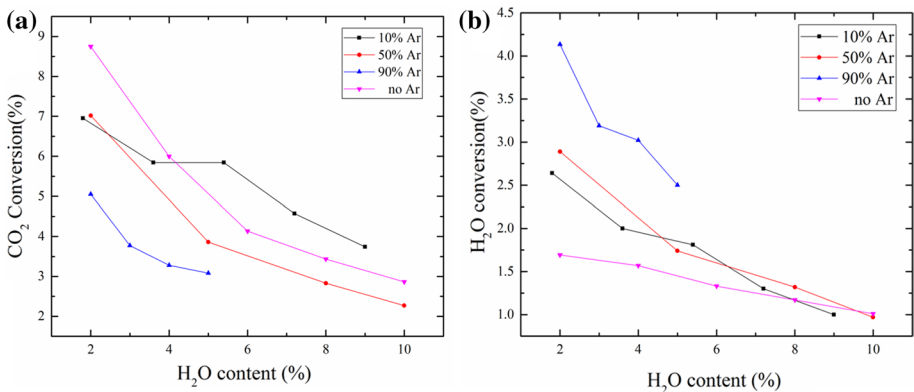 (a)
9
8
7
6
5
4
3
2
CO₂ Conversion(%)
2 4 6 8 10
H₂O content (%)
10% Ar
50% Ar
90% Ar
no Ar
(b)
4.5
4.0
3.5
3.0
2.5
2.0
1.5
1.0
H₂O conversion(%)
2 4 6 8 10
H₂O content (%)
10% Ar
50% Ar
90% Ar
no Ar